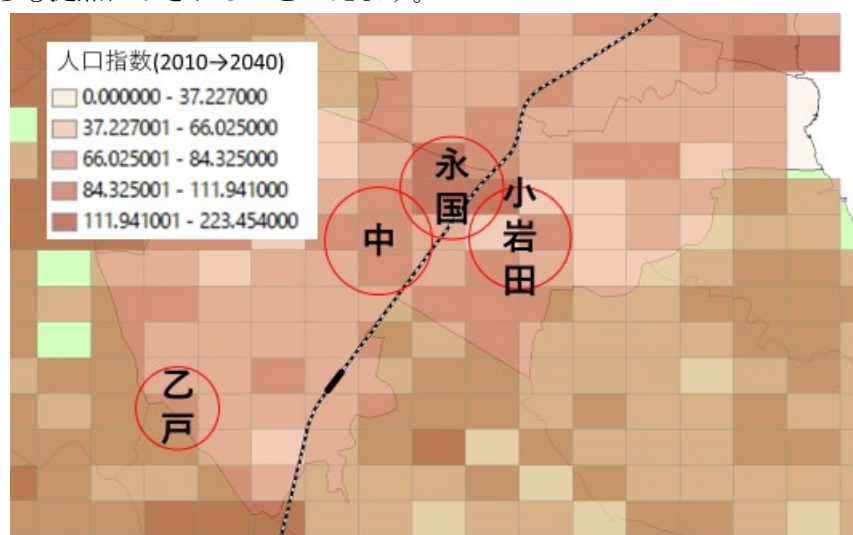 人口指数(2010→2040)
0.000000 - 37.227000
37.227001 - 66.025000
66.025001 - 84.325000
84.325001 - 111.941000
111.941001 - 223.454000
永国
小岩田
中
乙戸